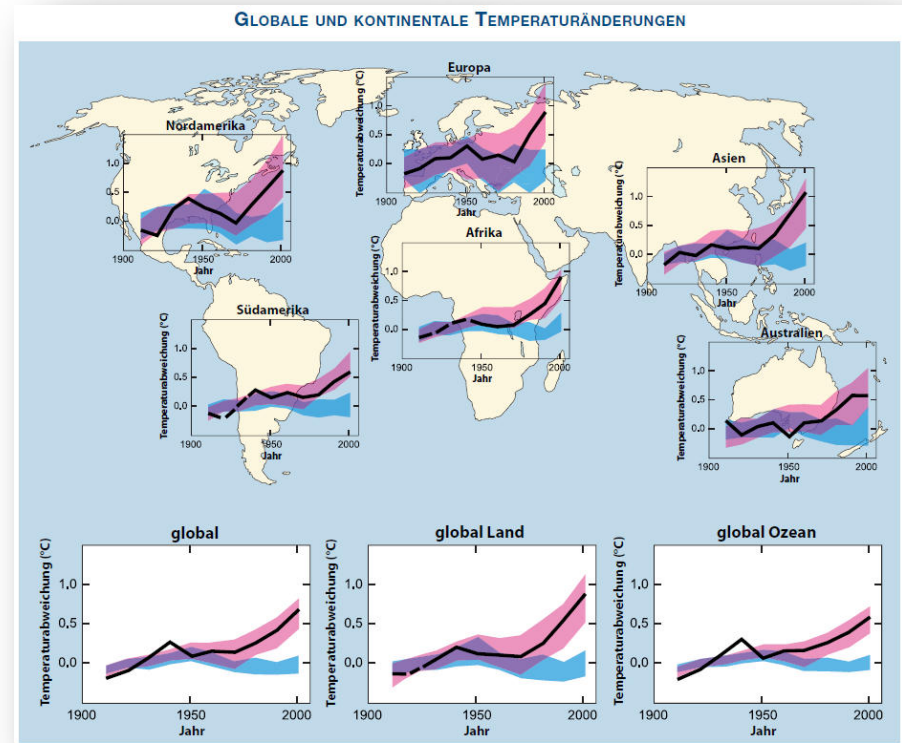 GLOBALE UND KONTINENTALE TEMPERATURÄNDERUNGEN
Europa
Temperaturabweichung (°C)
1,0
0,5
0,0
1900
1950
2000
Jahr
Nordamerika
Temperaturabweichung (°C)
1,0
0,5
0,0
1900
1950
2000
Jahr
Asien
Temperaturabweichung (°C)
1,0
0,5
0,0
1900
1950
2000
Jahr
Afrika
Temperaturabweichung (°C)
1,0
0,5
0,0
1900
1950
2000
Jahr
Südamerika
Temperaturabweichung (°C)
1,0
0,5
0,0
1900
1950
2000
Jahr
Australien
Temperaturabweichung (°C)
1,0
0,5
0,0
1900
1950
2000
Jahr
global
Temperaturabweichung (°C)
1,0
0,5
0,0
1900
1950
2000
Jahr
global Land
Temperaturabweichung (°C)
1,0
0,5
0,0
1900
1950
2000
Jahr
global Ozean
Temperaturabweichung (°C)
1,0
0,5
0,0
1900
1950
2000
Jahr